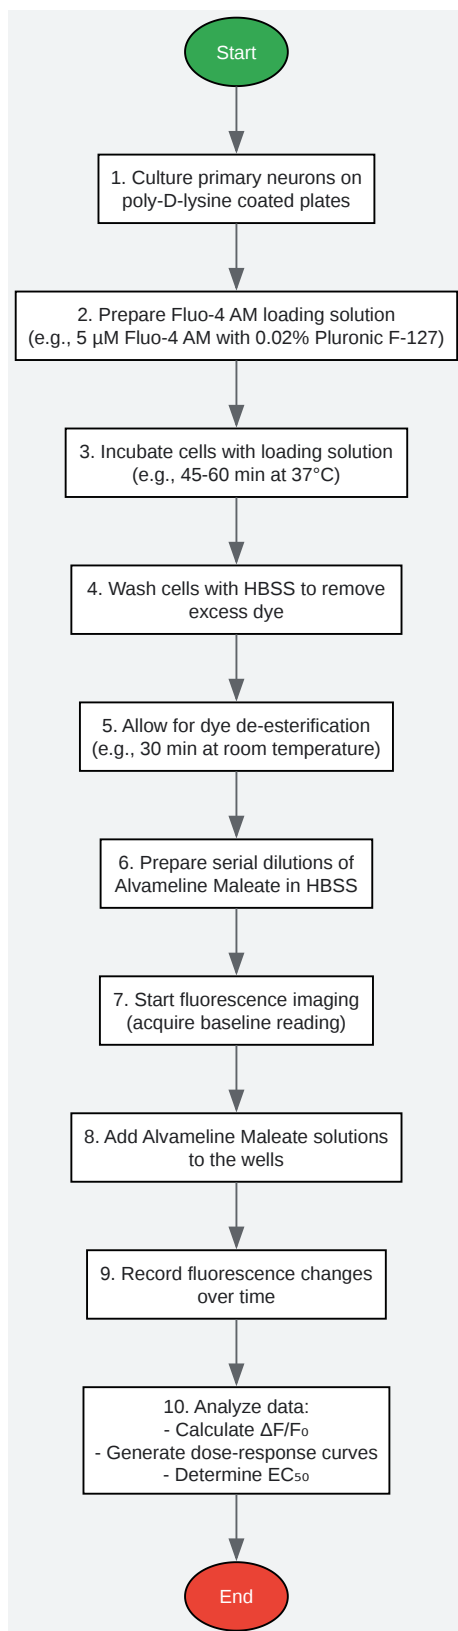 Start
1. Culture primary neurons on
poly-D-lysine coated plates
2. Prepare Fluo-4 AM loading solution
(e.g., 5 µM Fluo-4 AM with 0.02% Pluronic F-127)
3. Incubate cells with loading solution
(e.g., 45-60 min at 37°C)
4. Wash cells with HBSS to remove
excess dye
5. Allow for dye de-esterification
(e.g., 30 min at room temperature)
6. Prepare serial dilutions of
Alvameline Maleate in HBSS
7. Start fluorescence imaging
(acquire baseline reading)
8. Add Alvameline Maleate solutions
to the wells
9. Record fluorescence changes
over time
10. Analyze data:
- Calculate ΔF/F₀
- Generate dose-response curves
- Determine EC₅₀
End